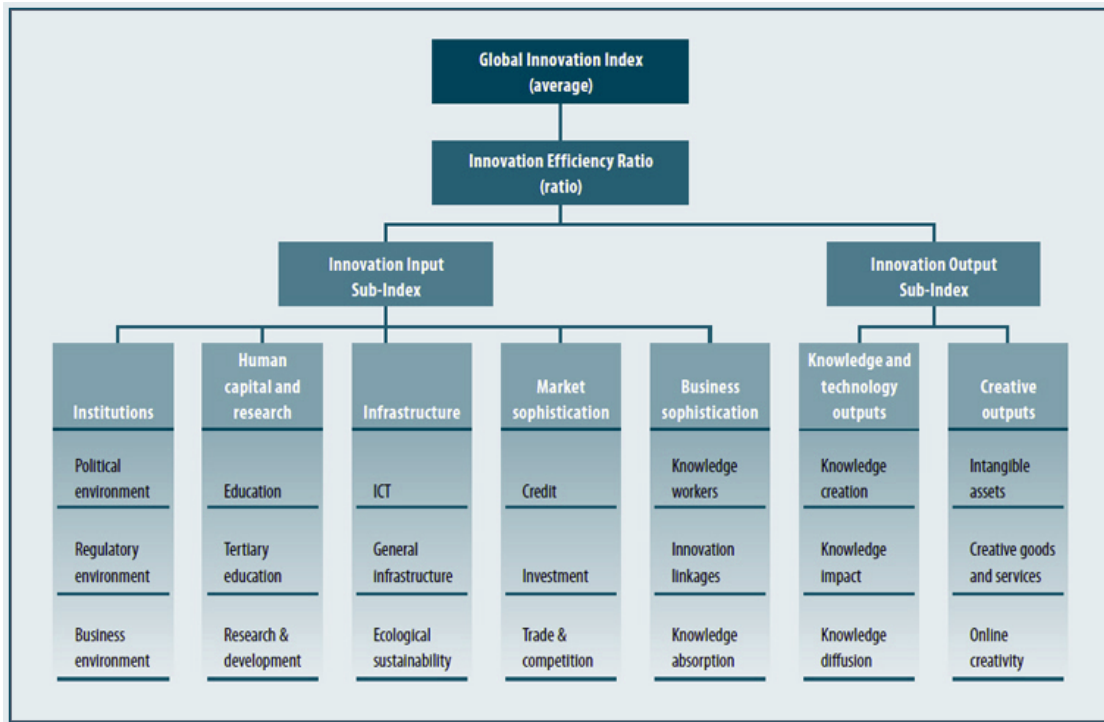 Global Innovation Index
(average)
Innovation Efficiency Ratio
(ratio)
Innovation Input
Sub-Index
Innovation Output
Sub-Index
Institutions
Human
capital and
research
Infrastructure
Market
sophistication
Business
sophistication
Knowledge and
technology
outputs
Creative
outputs
Political
environment
Education
ICT
Credit
Knowledge
workers
Knowledge
creation
Intangible
assets
Regulatory
environment
Tertiary
education
General
infrastructure
Investment
Innovation
linkages
Knowledge
impact
Creative goods
and services
Business
environment
Research &
development
Ecological
sustainability
Trade &
competition
Knowledge
absorption
Knowledge
diffusion
Online
creativity